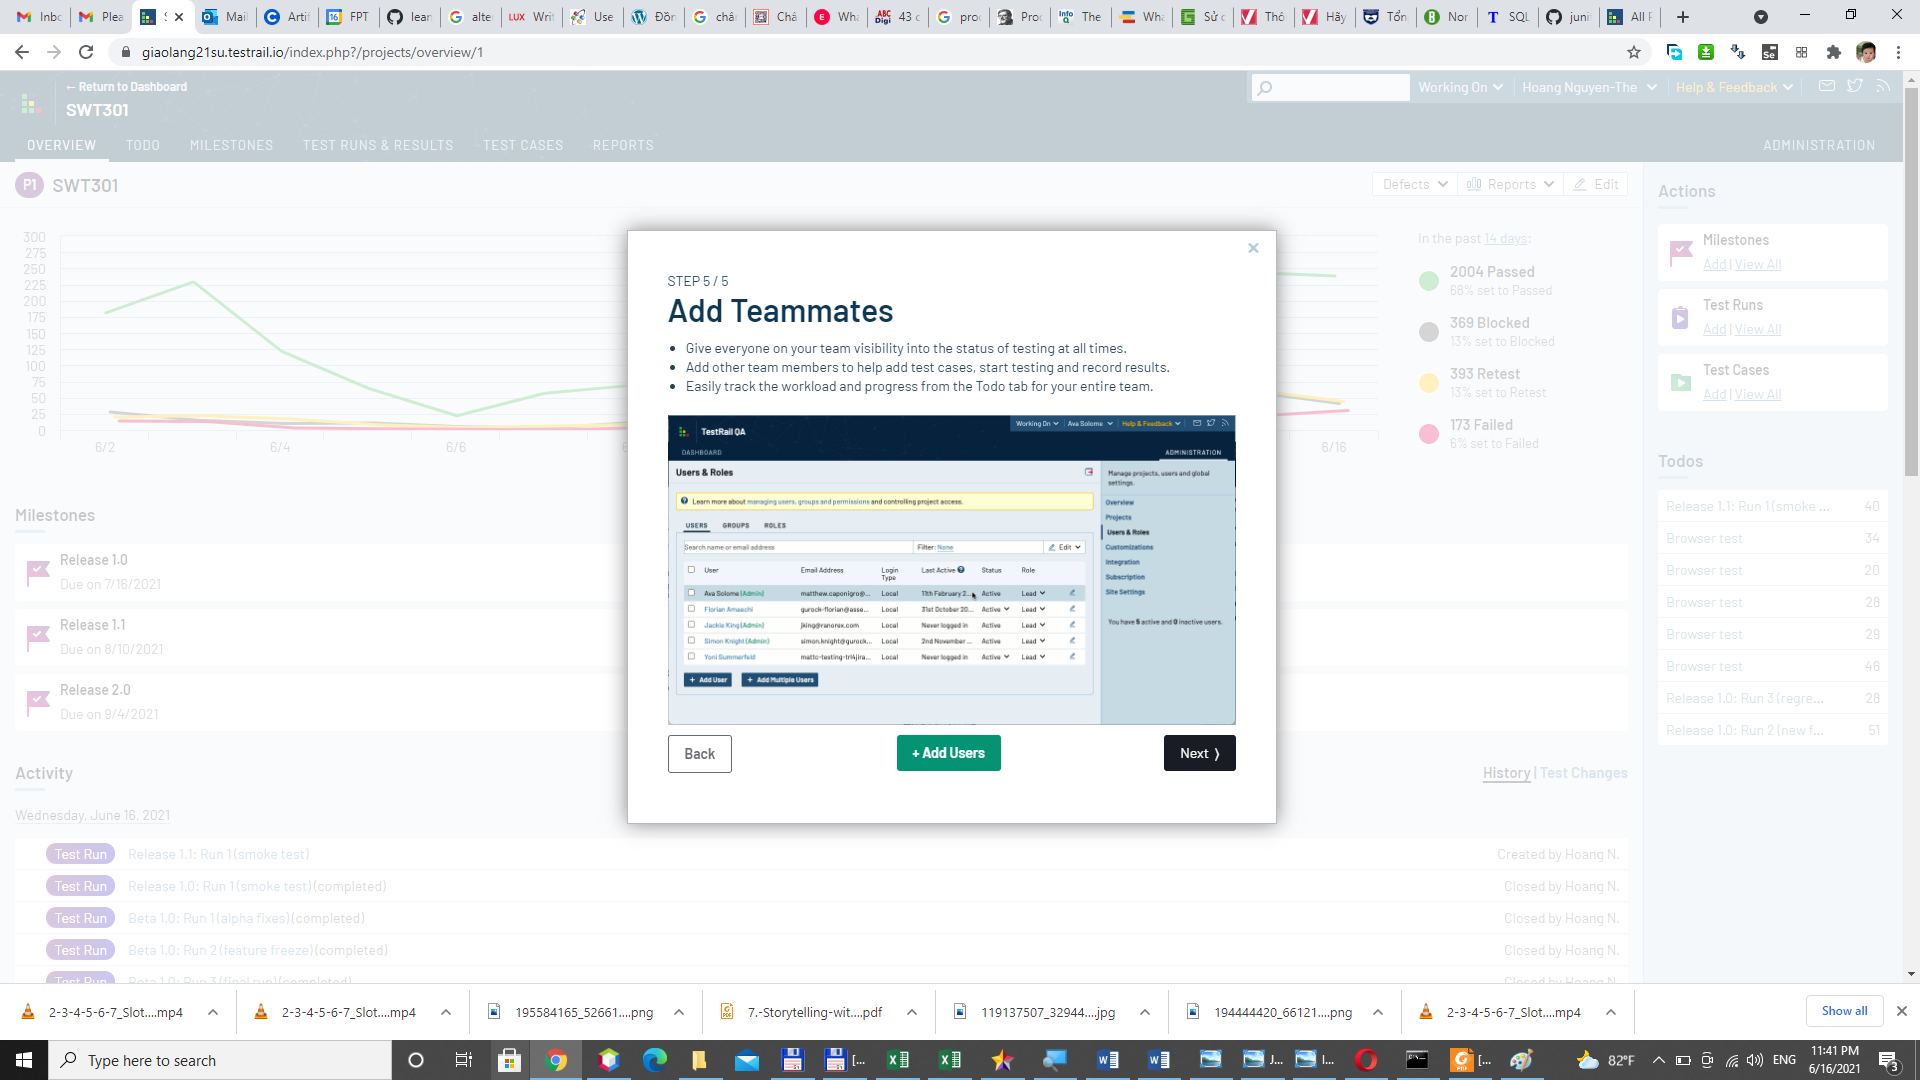 Inbo
Plea
S
Mail
Artif
FPT
lear
alte
LUX Writ
Use
Đồn
chấ
Chấ
Wha
43 c
prod
Proc
The
Wha
Sử d
Thô
Hãy
Tổn
Nor
SQL
juni
All F
giaolang21su.testrail.io/index.php?/projects/overview/1
← Return to Dashboard
SWT301
Working On
Hoang Nguyen-The
Help & Feedback
OVERVIEW TODO MILESTONES TEST RUNS & RESULTS TEST CASES REPORTS ADMINISTRATION
P1 SWT301
Defects Reports Edit
300
275
250
225
200
175
150
125
100
75
50
25
0
6/2 6/4 6/6 6/16
In the past 14 days:
2004 Passed
68% set to Passed
369 Blocked
13% set to Blocked
393 Retest
13% set to Retest
173 Failed
6% set to Failed
Actions
Milestones
Add | View All
Test Runs
Add | View All
Test Cases
Add | View All
Todos
Release 1.1: Run 1 (smoke ... 40
Browser test 34
Browser test 20
Browser test 28
Browser test 29
Browser test 46
Release 1.0: Run 3 (regre... 28
Release 1.0: Run 2 (new f... 51
STEP 5 / 5
Add Teammates
• Give everyone on your team visibility into the status of testing at all times.
• Add other team members to help add test cases, start testing and record results.
• Easily track the workload and progress from the Todo tab for your entire team.
TestRail QA
Working On Ava Solome Help & Feedback
DASHBOARD ADMINISTRATION
Users & Roles
Learn more about managing users, groups and permissions and controlling project access.
USERS GROUPS ROLES
Search name or email address Filter: None Edit
User Email Address Login Type Last Active Status Role
Ava Solome (Admin) matthew.caponigro@... Local 11th February 2... Active Lead
Florian Amaschi gurock-florian@asse... Local 31st October 20... Active Lead
Jackie King (Admin) jking@ranorex.com Local Never logged in Active Lead
Simon Knight (Admin) simon.knight@gurock... Local 2nd November ... Active Lead
Yoni Summerfeld mattc-testing-trl4jira... Local Never logged in Active Lead
+ Add User + Add Multiple Users
Manage projects, users and global settings.
Overview
Projects
Users & Roles
Customizations
Integration
Subscription
Site Settings
You have 5 active and 0 inactive users.
Back
+ Add Users
Next ⟩
Milestones
Release 1.0
Due on 7/16/2021
Release 1.1
Due on 8/10/2021
Release 2.0
Due on 9/4/2021
Activity
History | Test Changes
Wednesday, June 16, 2021
Test Run Release 1.1: Run 1 (smoke test) Created by Hoang N.
Test Run Release 1.0: Run 1 (smoke test) (completed) Closed by Hoang N.
Test Run Beta 1.0: Run 1 (alpha fixes) (completed) Closed by Hoang N.
Test Run Beta 1.0: Run 2 (feature freeze) (completed) Closed by Hoang N.
Test Run Beta 1.0: Run 3 (final run) (completed) Closed by Hoang N.
2-3-4-5-6-7_Slot....mp4
2-3-4-5-6-7_Slot....mp4
195584165_52661....png
7.-Storytelling-wit....pdf
119137507_32944....jpg
194444420_66121....png
2-3-4-5-6-7_Slot....mp4
Show all
Type here to search
[...
J...
I...
[...
82°F
ENG
11:41 PM
6/16/2021
3